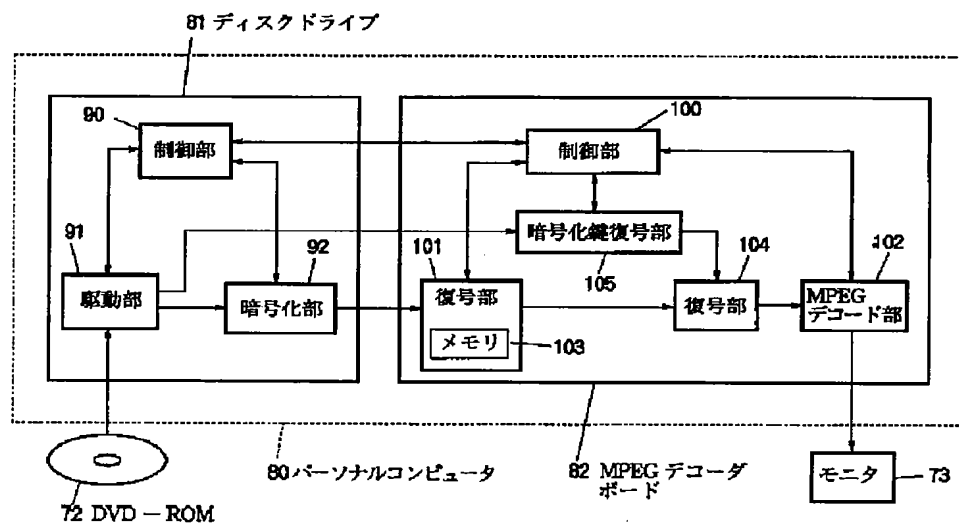 81 ディスクドライブ
90
制御部
100
制御部
91
駆動部
92
暗号化部
暗号化鍵復号部
105
101
復号部
メモリ
103
104
復号部
102
MPEG
デコード部
72 DVD－ROM
80 パーソナルコンピュータ
82 MPEG デコーダ
ボード
モニタ
73